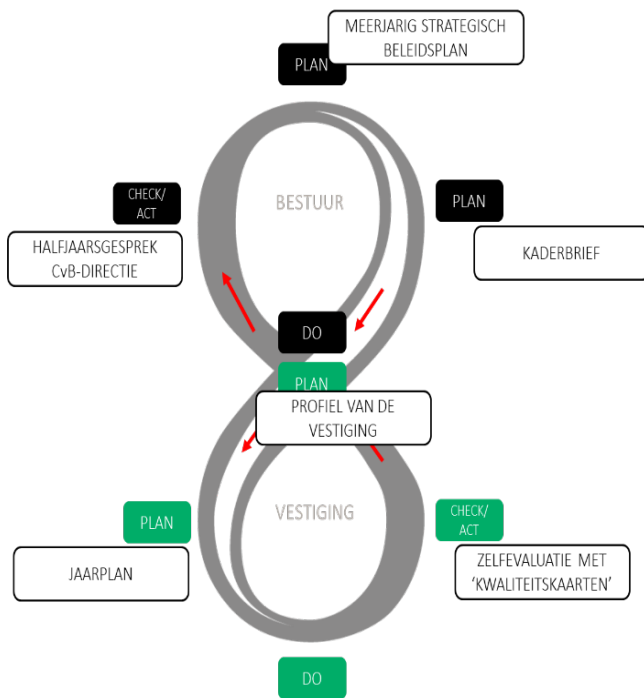 MEERJARIG STRATEGISCH
BELEIDSPLAN
PLAN
CHECK/
ACT
BESTUUR
PLAN
HALFJAARSGESPREK
CvB-DIRECTIE
KADERBRIEF
DO
PLAN
PROFIEL VAN DE
VESTIGING
PLAN
VESTIGING
CHECK/
ACT
JAARPLAN
ZELFEVALUATIE MET
‘KWALITEITSKAARTEN’
DO